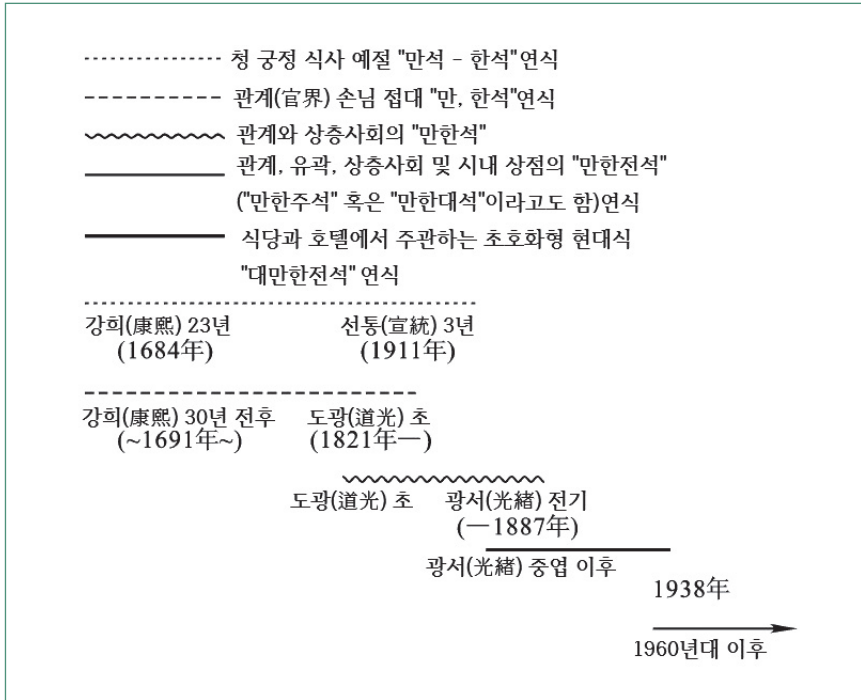 청 궁정 식사 예절 "만석 - 한석"연식
관계(官界) 손님 접대 "만, 한석"연식
관계와 상층사회의 "만한석"
관계, 유곽, 상층사회 및 시내 상점의 "만한전석"
("만한주석" 혹은 "만한대석"이라고도 함)연식
식당과 호텔에서 주관하는 초호화형 현대식
"대만한전석" 연식
강희(康熙) 23년 선통(宣統) 3년
(1684年) (1911年)
강희(康熙) 30년 전후 도광(道光) 초
(~1691年~) (1821年—)
도광(道光) 초 광서(光緖) 전기
(—1887年)
광서(光緖) 중엽 이후
1938年
1960년대 이후